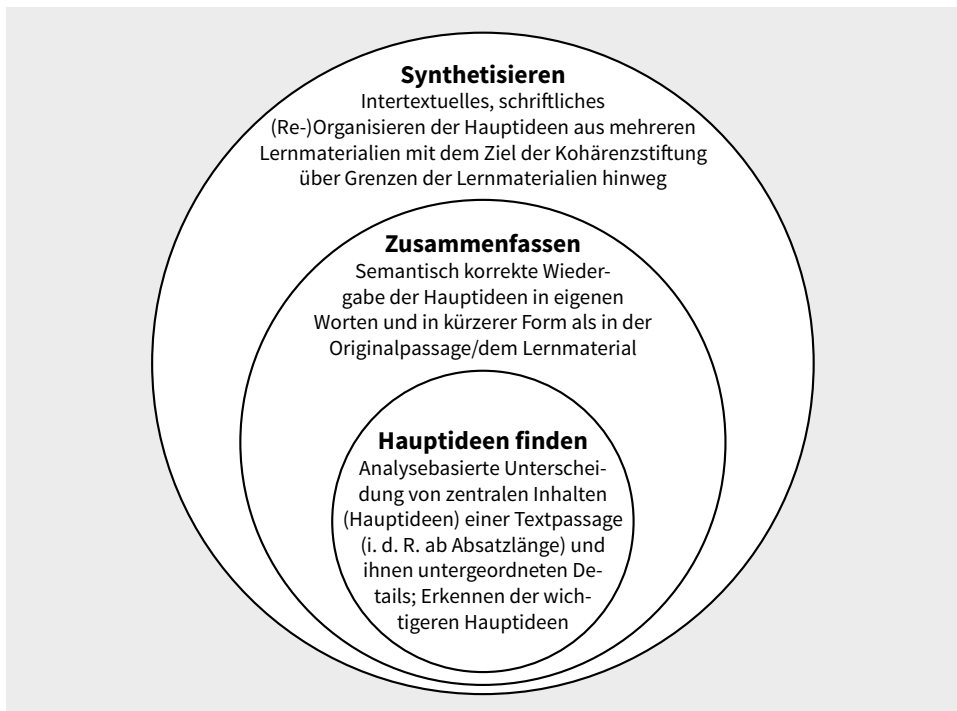 Synthetisieren
Intertextuelles, schriftliches
(Re-)Organisieren der Hauptideen aus mehreren
Lernmaterialien mit dem Ziel der Kohärenzstiftung
über Grenzen der Lernmaterialien hinweg
Zusammenfassen
Semantisch korrekte Wieder-
gabe der Hauptideen in eigenen
Worten und in kürzerer Form als in der
Originalpassage/dem Lernmaterial
Hauptideen finden
Analysebasierte Unterschei-
dung von zentralen Inhalten
(Hauptideen) einer Textpassage
(i. d. R. ab Absatzlänge) und
ihnen untergeordneten De-
tails; Erkennen der wich-
tigeren Hauptideen